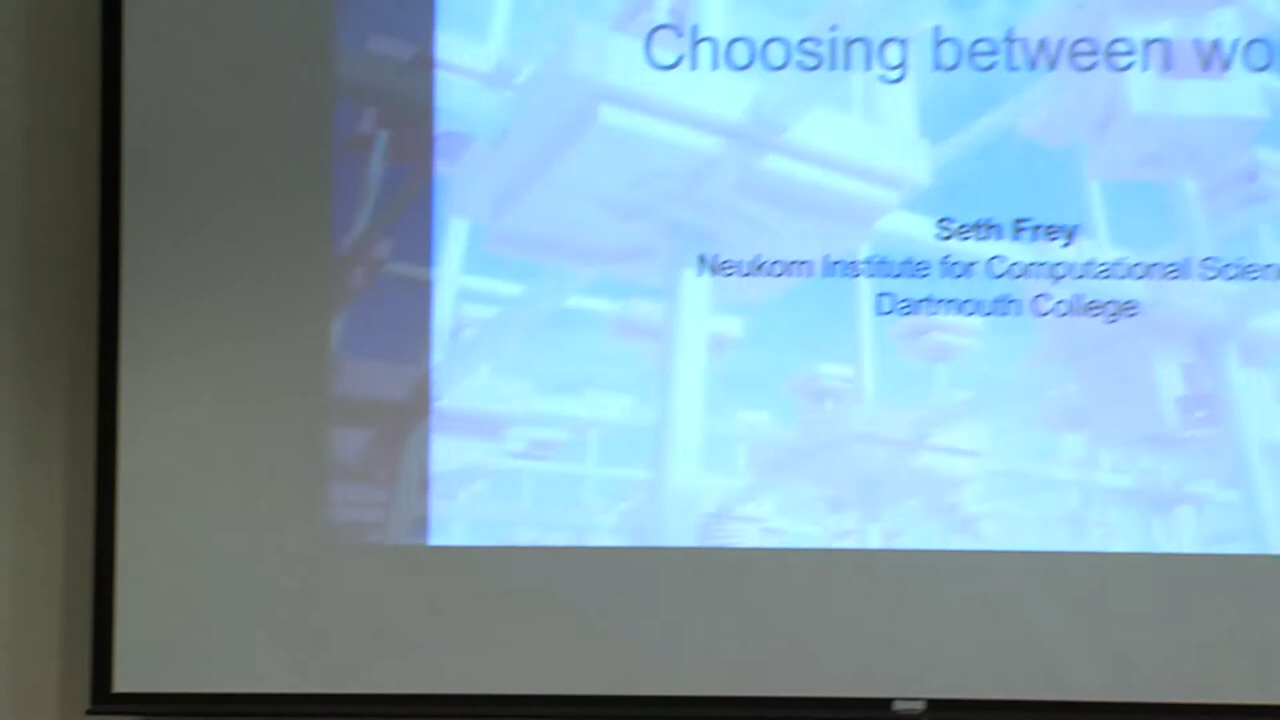 Choosing between wo
Seth Frey
Neukom Institute for Computational Scien
Dartmouth College